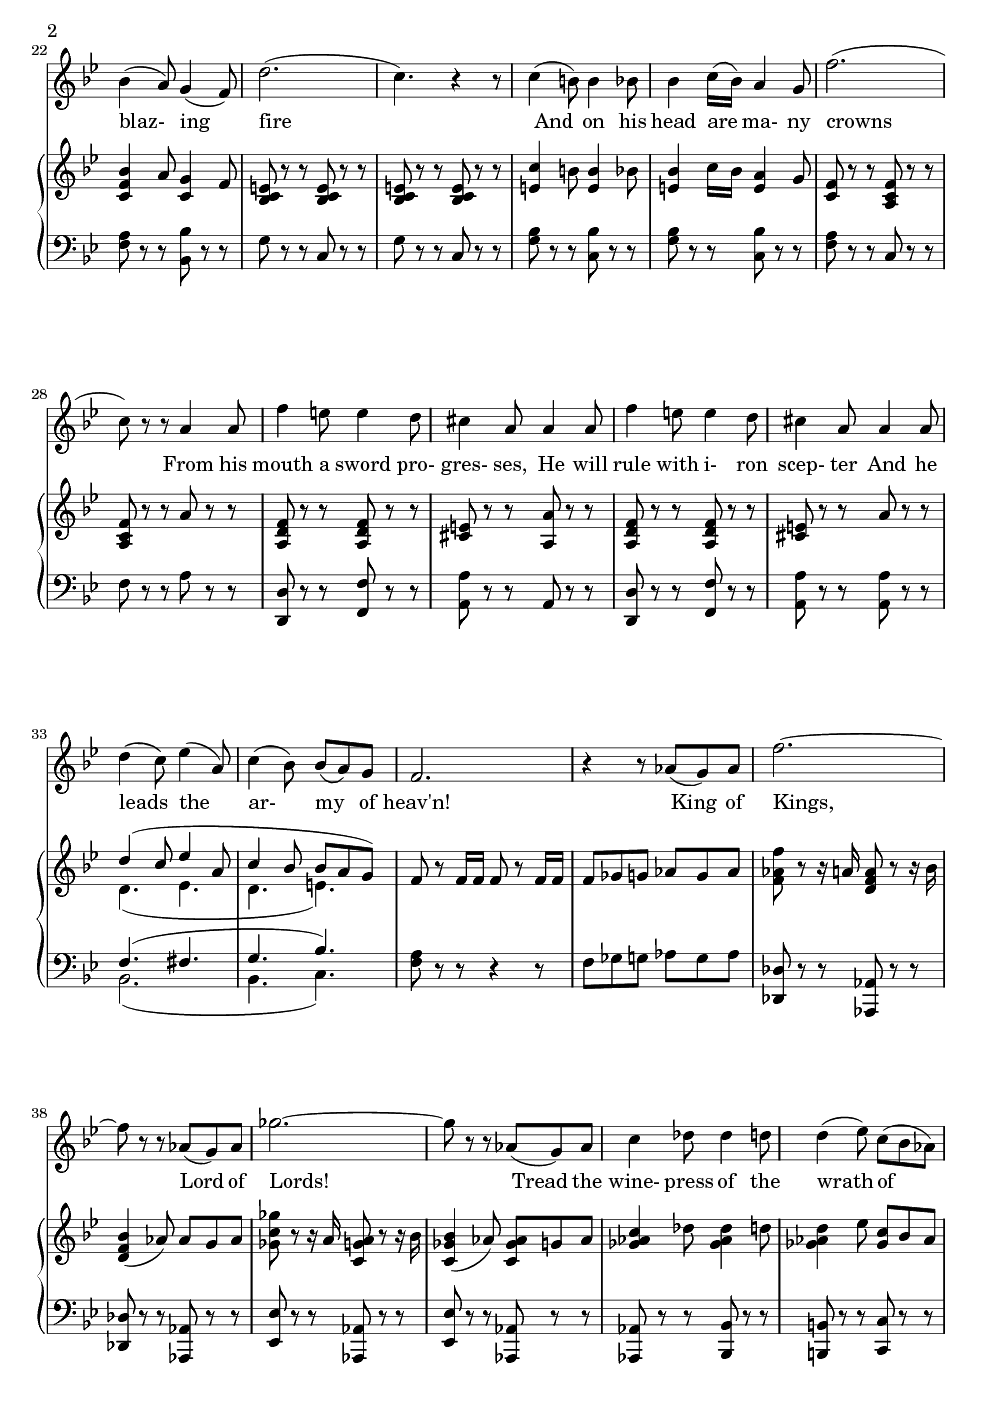 2
22
blaz- ing fire And on his head are ma- ny crowns
28
From his mouth a sword pro- gres- ses, He will rule with i- ron scep- ter And he
33
leads the ar- my of heav'n! King of Kings,
38
Lord of Lords! Tread the wine- press of the wrath of